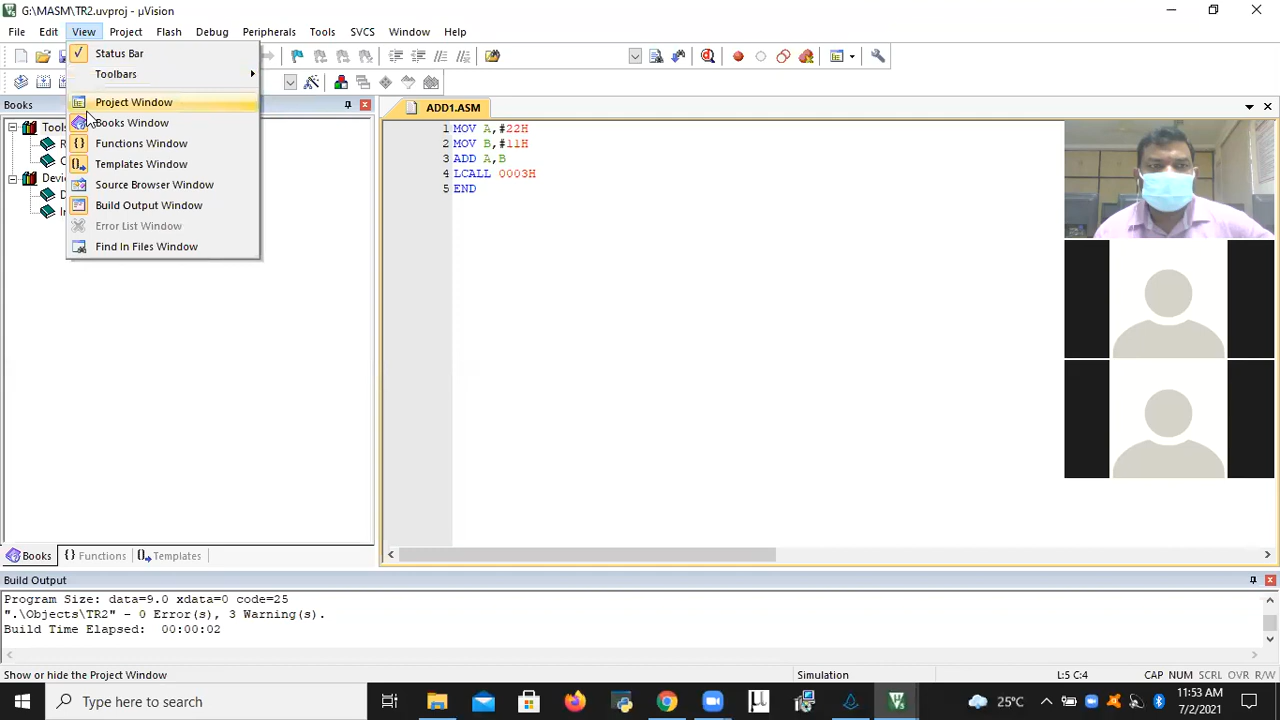 G:\MASM\TR2.uvproj - µVision
File Edit View Project Flash Debug Peripherals Tools SVCS Window Help
Status Bar
Toolbars
Project Window
Books Window
Functions Window
Templates Window
Source Browser Window
Build Output Window
Error List Window
Find In Files Window
Books
ADD1.ASM
1 MOV A,#22H
2 MOV B,#11H
3 ADD A,B
4 LCALL 0003H
5 END
Books Functions Templates
Build Output
Program Size: data=9.0 xdata=0 code=25
".\Objects\TR2" - 0 Error(s), 3 Warning(s).
Build Time Elapsed: 00:00:02
Show or hide the Project Window Simulation L:5 C:4 CAP NUM SCRL OVR R/W
Type here to search
25°C
11:53 AM
7/2/2021